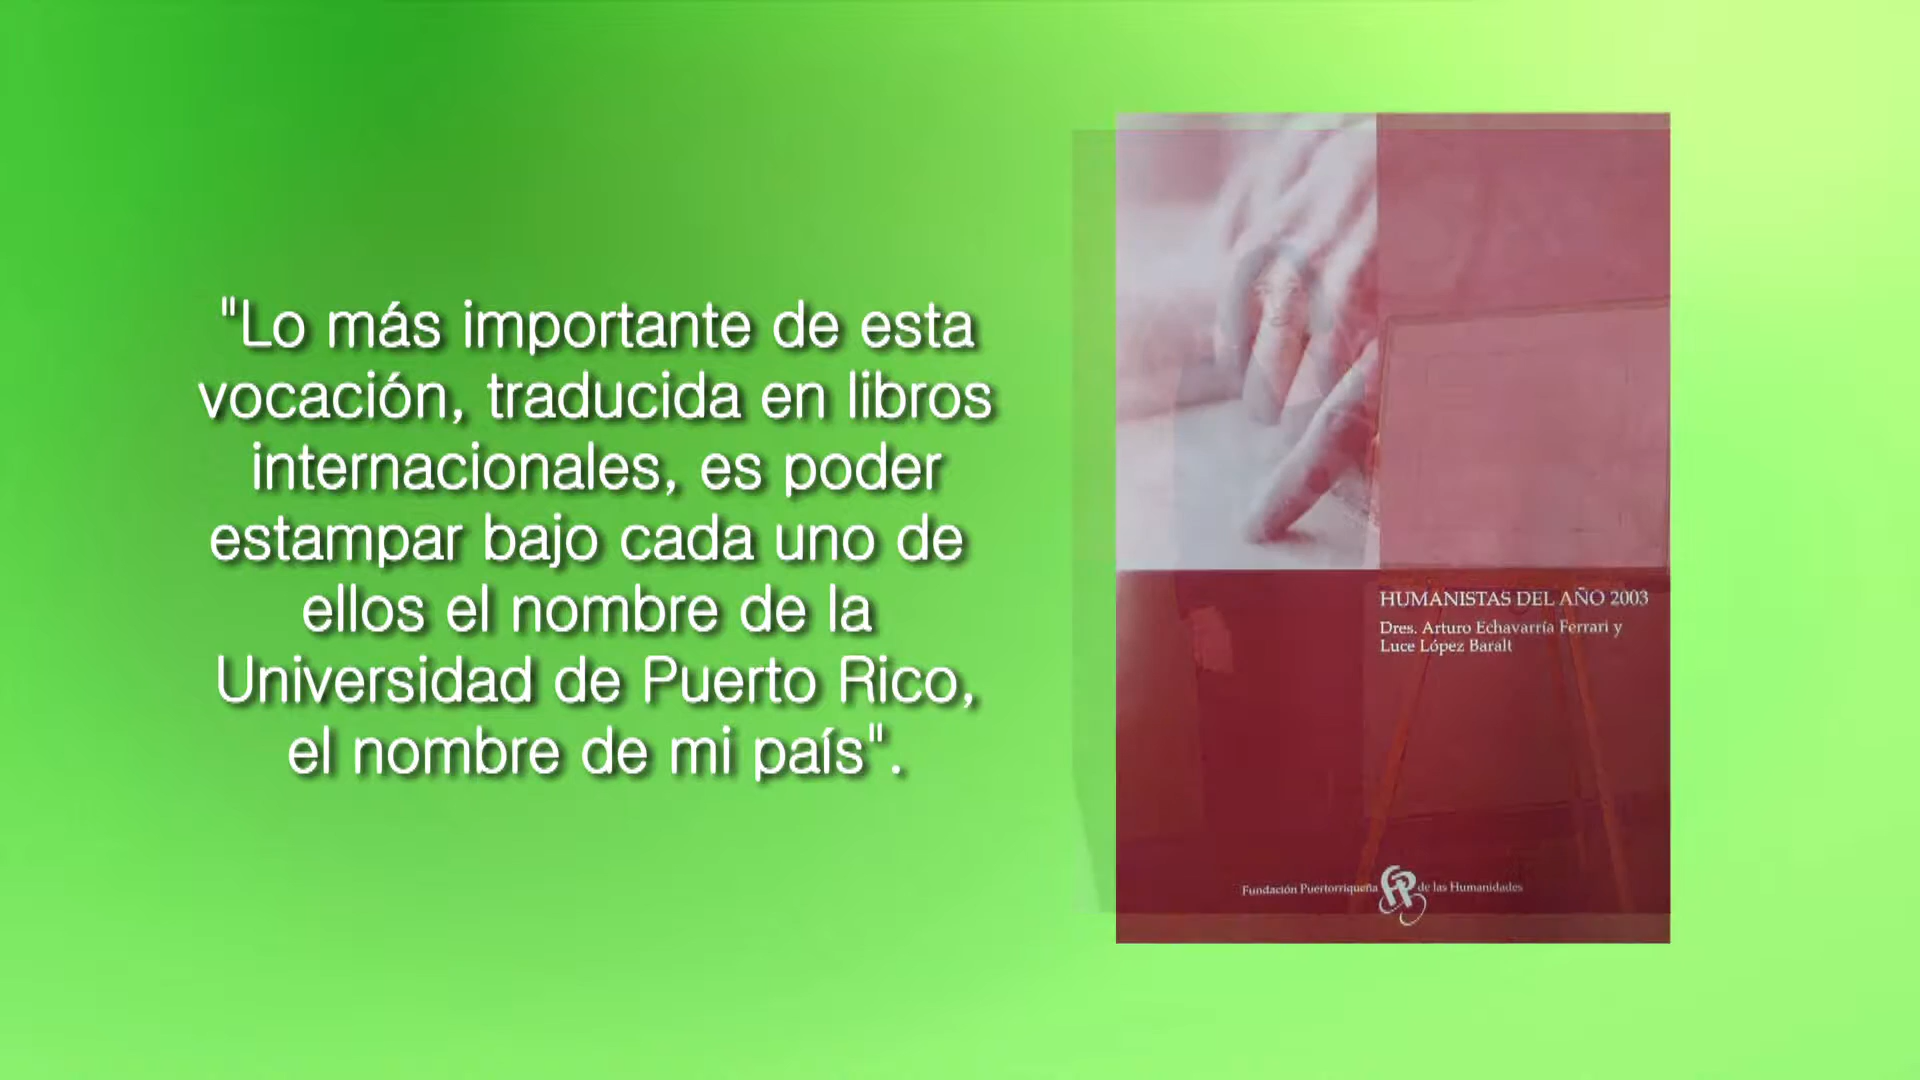 "Lo más importante de esta
vocación, traducida en libros
internacionales, es poder
estampar bajo cada uno de
ellos el nombre de la
Universidad de Puerto Rico,
el nombre de mi país".
HUMANISTAS DEL AÑO 2003
Dres. Arturo Echavarría Ferrari y
Luce López Baralt
Fundación Puertorriqueña de las Humanidades